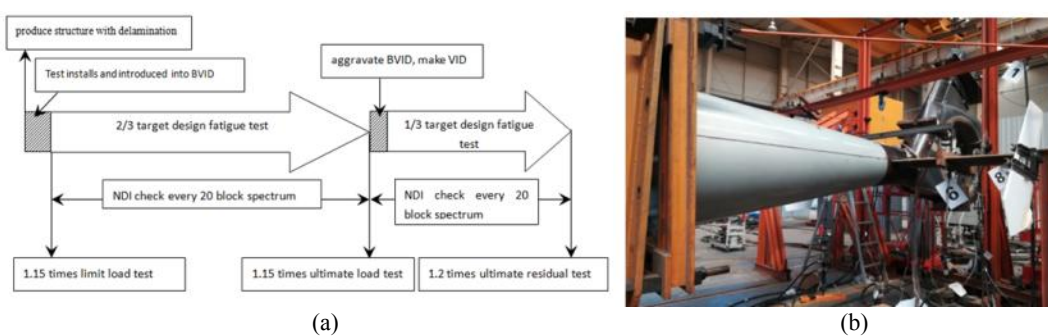 produce structure with delamination
Test installs and introduced into BVID
aggravate BVID, make VID
2/3 target design fatigue test
1/3 target design fatigue
test
NDI check every 20 block spectrum
NDI check every 20
block spectrum
1.15 times limit load test
1.15 times ultimate load test
1.2 times ultimate residual test
1
6
8
(a)
(b)